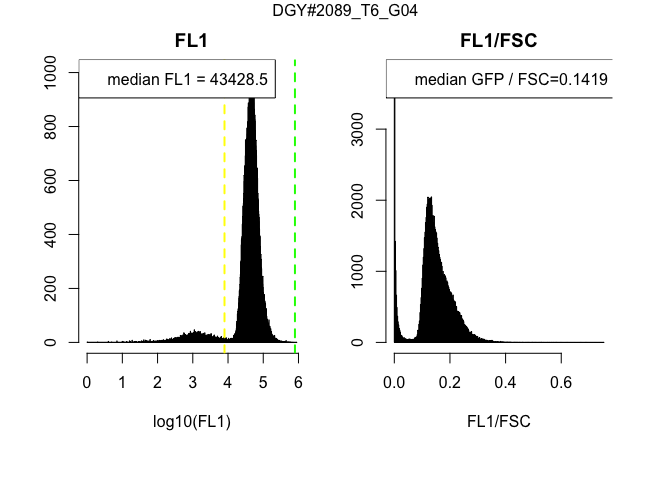 DGY#2089_T6_G04
FL1
median FL1 = 43428.5
0 200 400 600 800 1000
0 1 2 3 4 5 6
log10(FL1)
FL1/FSC
median GFP / FSC=0.1419
0 1000 2000 3000
0.0 0.2 0.4 0.6
FL1/FSC